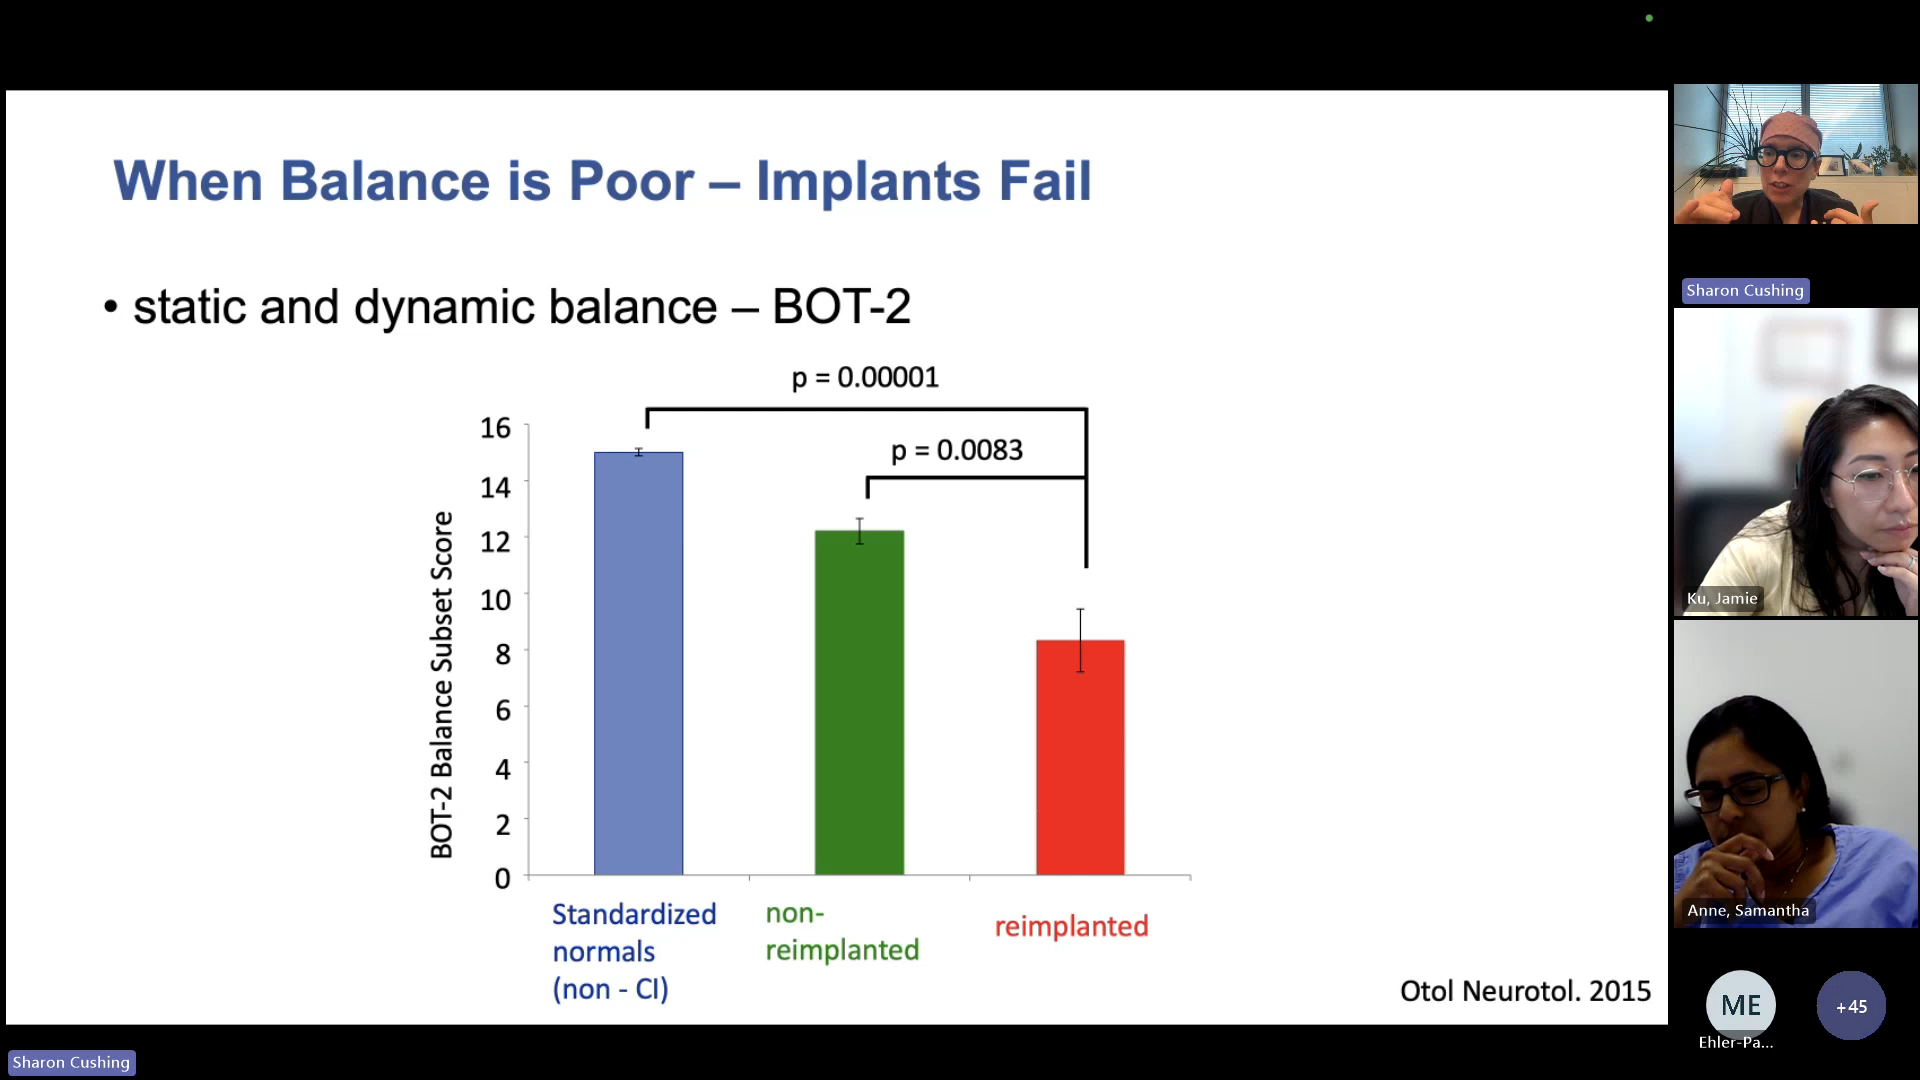 When Balance is Poor – Implants Fail
• static and dynamic balance – BOT-2
p = 0.00001
p = 0.0083
BOT-2 Balance Subset Score
16
14
12
10
8
6
4
2
0
Standardized
normals
(non - CI)
non-
reimplanted
reimplanted
Otol Neurotol. 2015
Sharon Cushing
Sharon Cushing
Ku, Jamie
Anne, Samantha
ME
+45
Ehler-Pa...